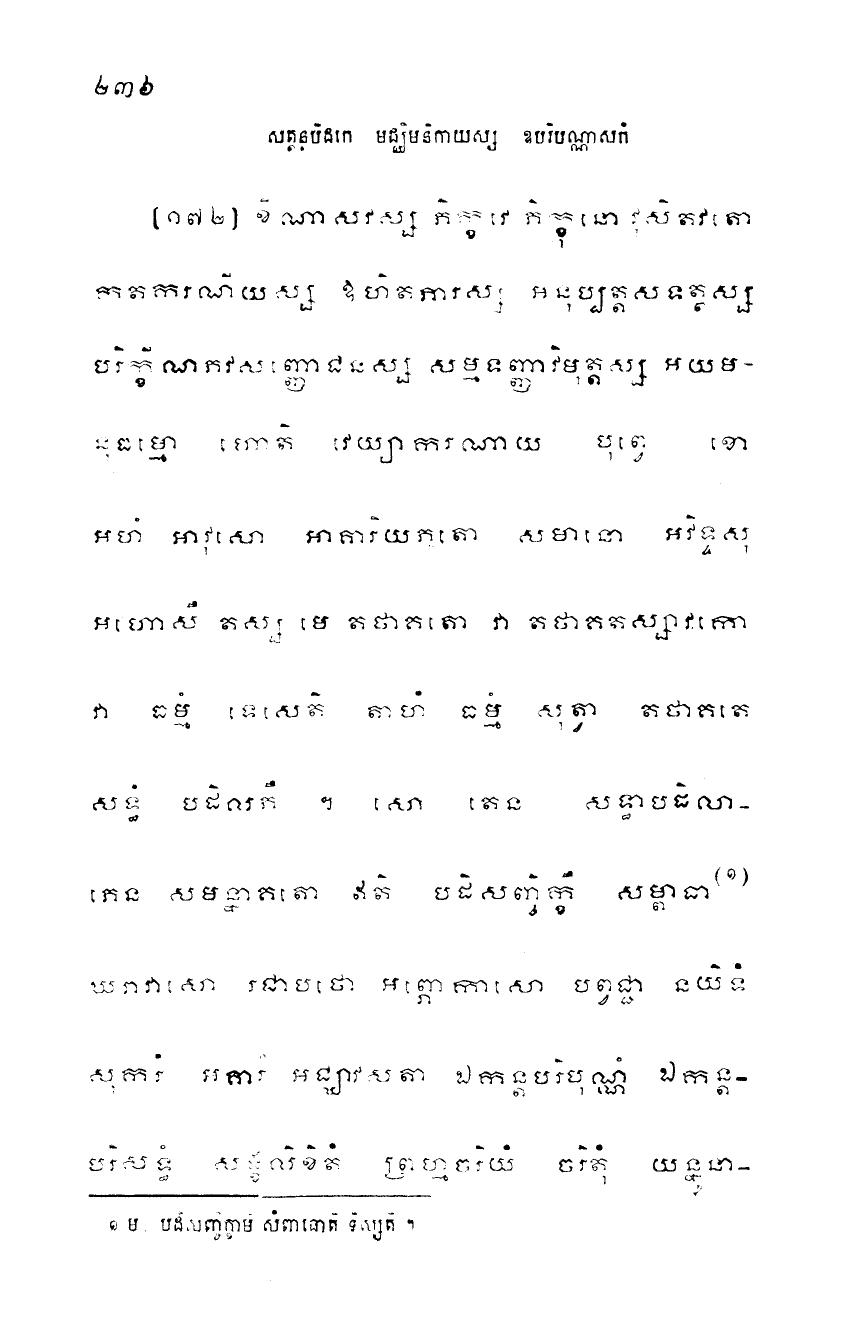 ២៣៦
សុត្តន្តបិដកេ មជ្ឈិមនិកាយស្ស ឧបរិបណ្ណាសកំ
[១៧២] ខីណាសវស្ស ភិក្ខវេ ភិក្ខុនោ វុសិតវតោ
កតករណីយស្ស ឱហិតភារស្ស អនុប្បត្តសទត្ថស្ស
បរិក្ខីណភវសញ្ញោជនស្ស សម្មទញ្ញាវិមុត្តស្ស អយម-
នុធម្មោ ហោតិ វេយ្យាករណាយ បុព្វេ ខោ
អហំ អាវុសោ អាគារិយភូតោ សមានោ អវិទ្ទសុ
អហោសឹ តស្ស មេ តថាគតោ វា តថាគតស្សាវកោ
វា ធម្មំ ទេសេតិ តាហំ ធម្មំ សុត្វា តថាគតេ
សទ្ធំ បដិលភឹ ។ សោ តេន សទ្ធាបដិលា-
ភេន សមន្នាគតោ ឥតិ បដិសញ្ចិក្ខឹ សម្ពាធា(១)
ឃរាវាសោ រជាបថោ អព្ភោកាសោ បព្វជ្ជា នយិទំ
សុករំ អគារំ អជ្ឈាវសតា ឯកន្តបរិបុណ្ណំ ឯកន្ត-
បរិសុទ្ធំ សង្ខលិខិតំ ព្រហ្មចរិយំ ចរិតុំ យន្នូនា-
១ ម. បដិសញ្ចិក្ខាមិ សំពាធោតិ ទិស្សតិ ។